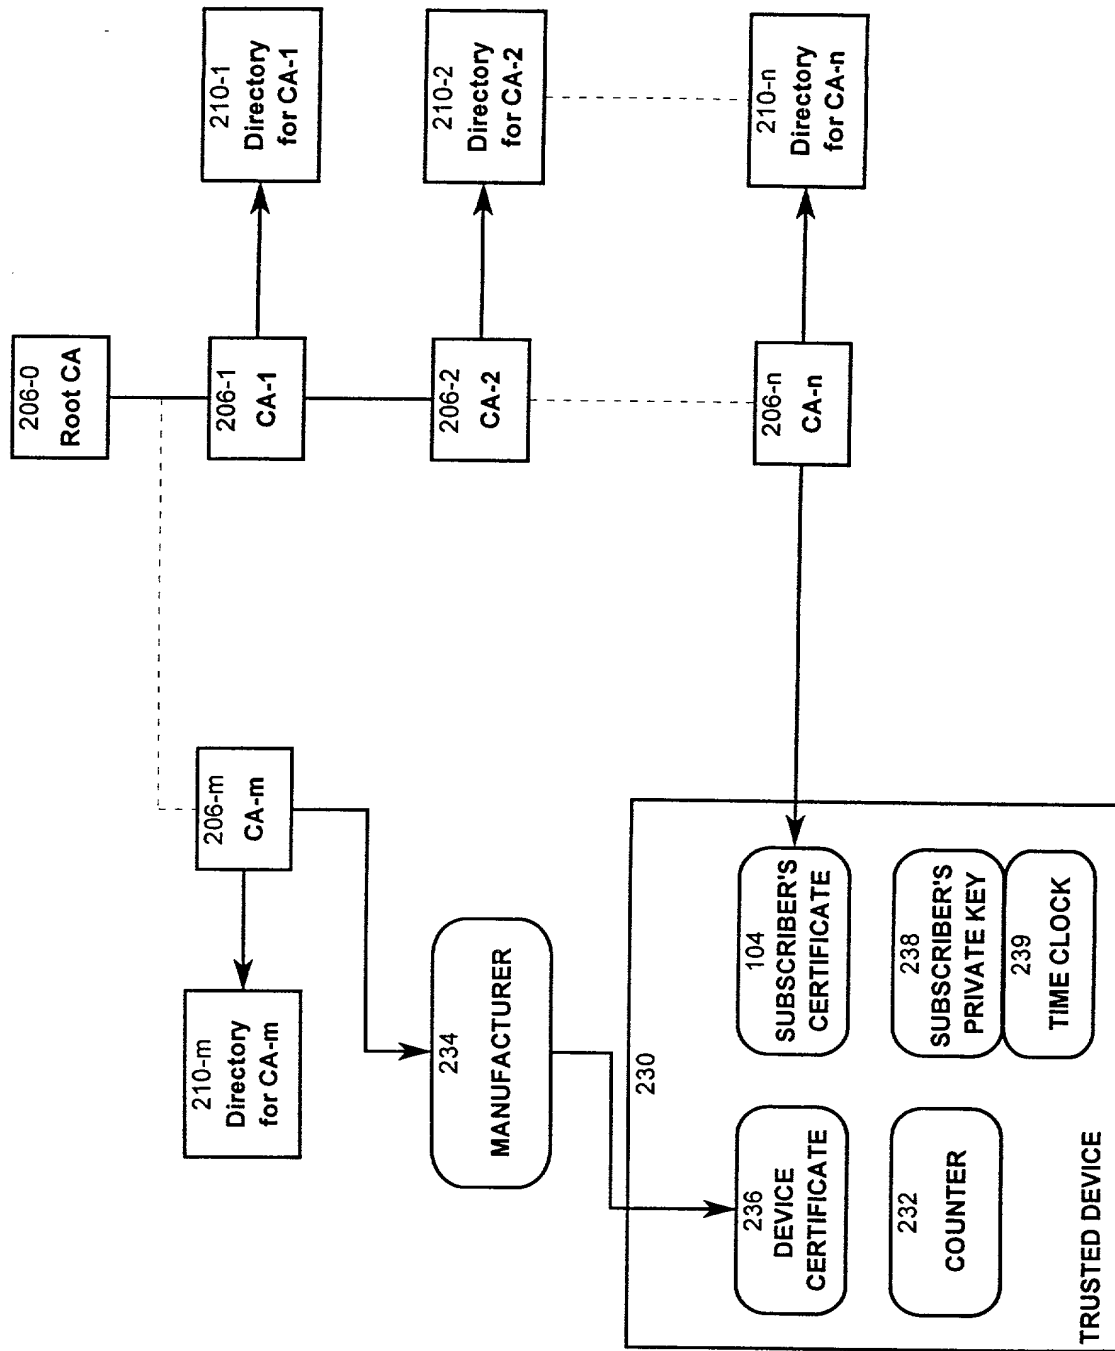 206-0
Root CA
206-1
CA-1
210-1
Directory
for CA-1
206-2
CA-2
210-2
Directory
for CA-2
206-n
CA-n
210-n
Directory
for CA-n
206-m
CA-m
210-m
Directory
for CA-m
234
MANUFACTURER
230
236
DEVICE
CERTIFICATE
104
SUBSCRIBER'S
CERTIFICATE
232
COUNTER
238
SUBSCRIBER'S
PRIVATE KEY
239
TIME CLOCK
TRUSTED DEVICE